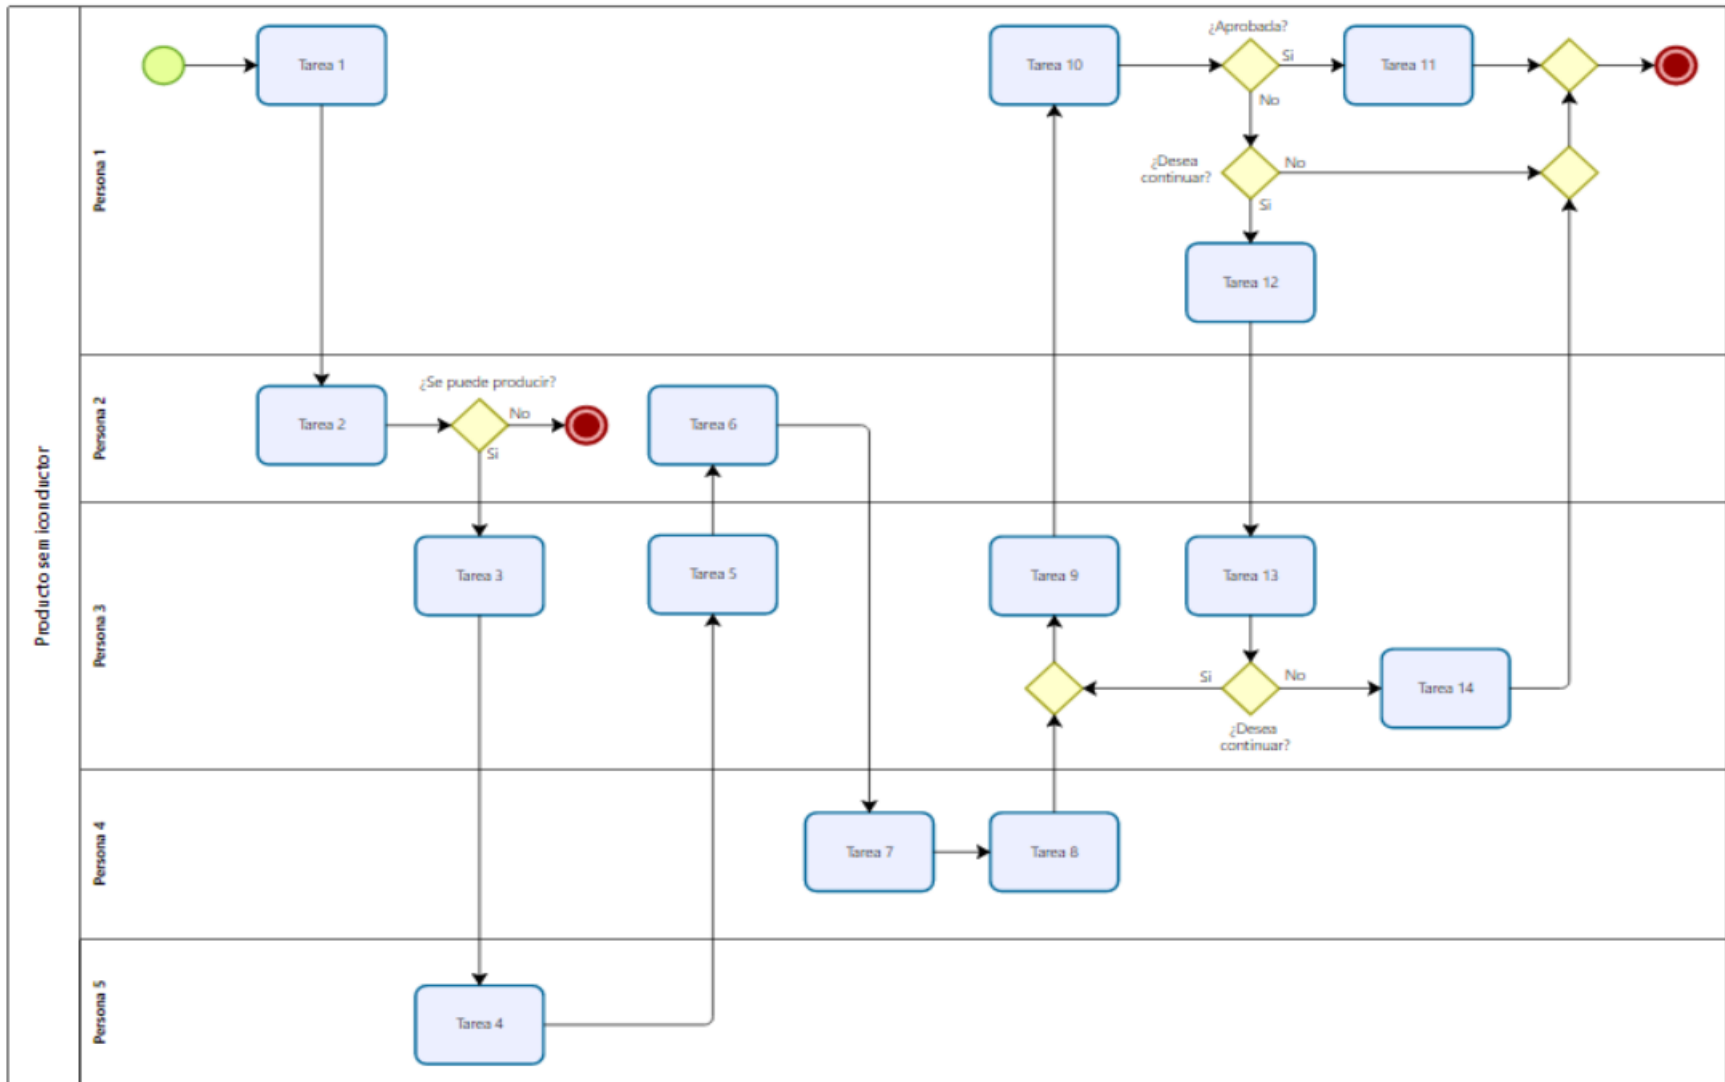 Producto semiconductor
Persona 1
Tarea 1
Tarea 10
¿Aprobada?
Si
No
Tarea 11
¿Desea
continuar?
No
Si
Tarea 12
Persona 2
Tarea 2
¿Se puede producir?
No
Si
Tarea 6
Persona 3
Tarea 3
Tarea 5
Tarea 9
Tarea 13
Si
No
¿Desea
continuar?
Tarea 14
Persona 4
Tarea 7
Tarea 8
Persona 5
Tarea 4